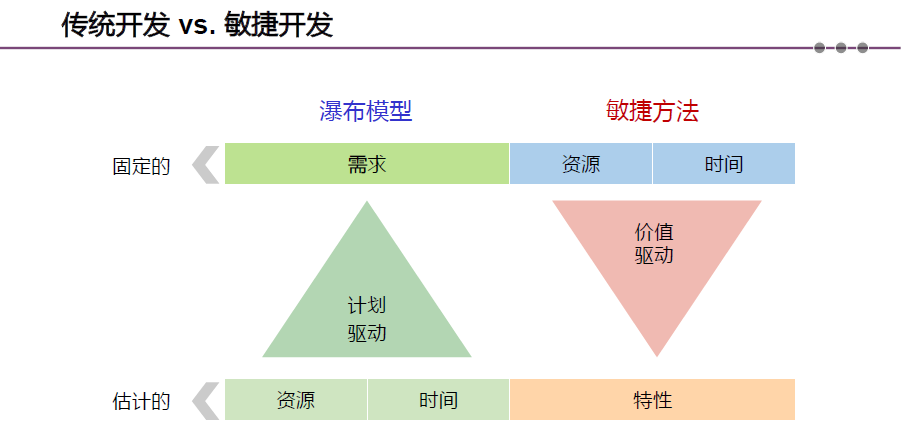 传统开发 vs. 敏捷开发
瀑布模型 敏捷方法
固定的 需求 资源 时间
价值
驱动
计划
驱动
估计的 资源 时间 特性